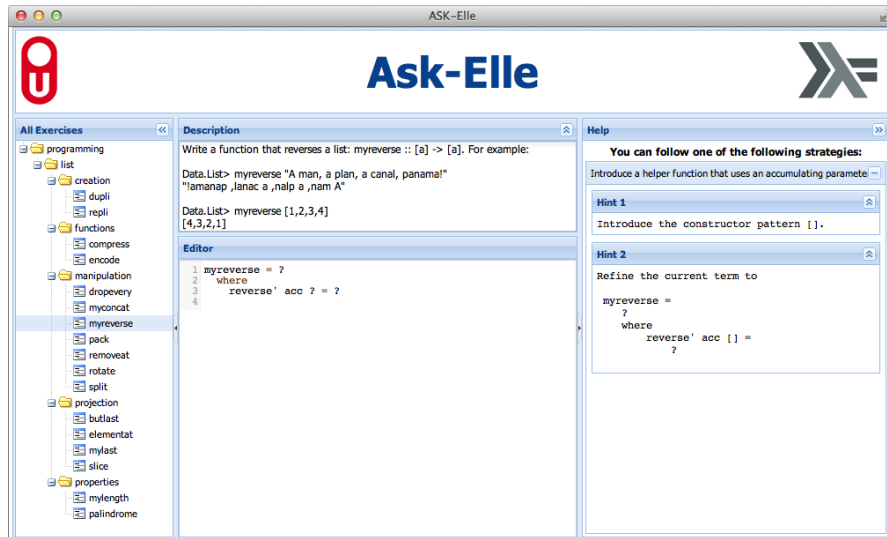 ASK-Elle
Ask-Elle
All Exercises
programming
list
creation
dupli
repli
functions
compress
encode
manipulation
dropevery
myconcat
myreverse
pack
removeat
rotate
split
projection
butlast
elementat
mylast
slice
properties
mylength
palindrome
Description
Write a function that reverses a list: myreverse :: [a] -> [a]. For example:
Data.List> myreverse "A man, a plan, a canal, panama!"
"!amanap ,lanac a ,nalp a ,nam A"
Data.List> myreverse [1,2,3,4]
[4,3,2,1]
Editor
1 myreverse = ?
2 where
3 reverse' acc ? = ?
4
Help
You can follow one of the following strategies:
Introduce a helper function that uses an accumulating paramete
Hint 1
Introduce the constructor pattern [].
Hint 2
Refine the current term to
myreverse =
?
where
reverse' acc [] =
?